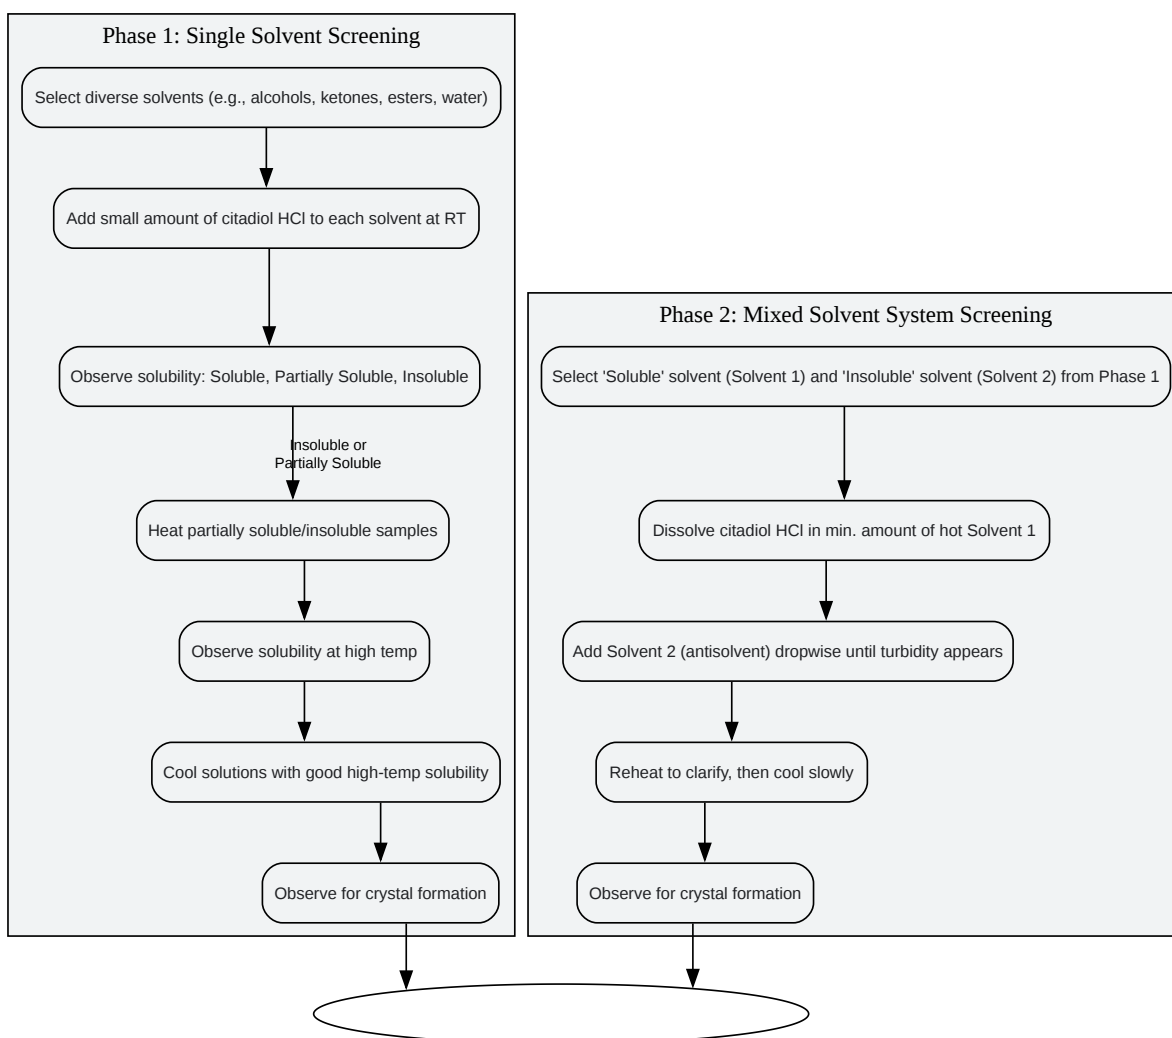 Phase 1: Single Solvent Screening
Select diverse solvents (e.g., alcohols, ketones, esters, water)
Add small amount of citadiol HCl to each solvent at RT
Observe solubility: Soluble, Partially Soluble, Insoluble
Insoluble or
Partially Soluble
Heat partially soluble/insoluble samples
Observe solubility at high temp
Cool solutions with good high-temp solubility
Observe for crystal formation
Phase 2: Mixed Solvent System Screening
Select 'Soluble' solvent (Solvent 1) and 'Insoluble' solvent (Solvent 2) from Phase 1
Dissolve citadiol HCl in min. amount of hot Solvent 1
Add Solvent 2 (antisolvent) dropwise until turbidity appears
Reheat to clarify, then cool slowly
Observe for crystal formation